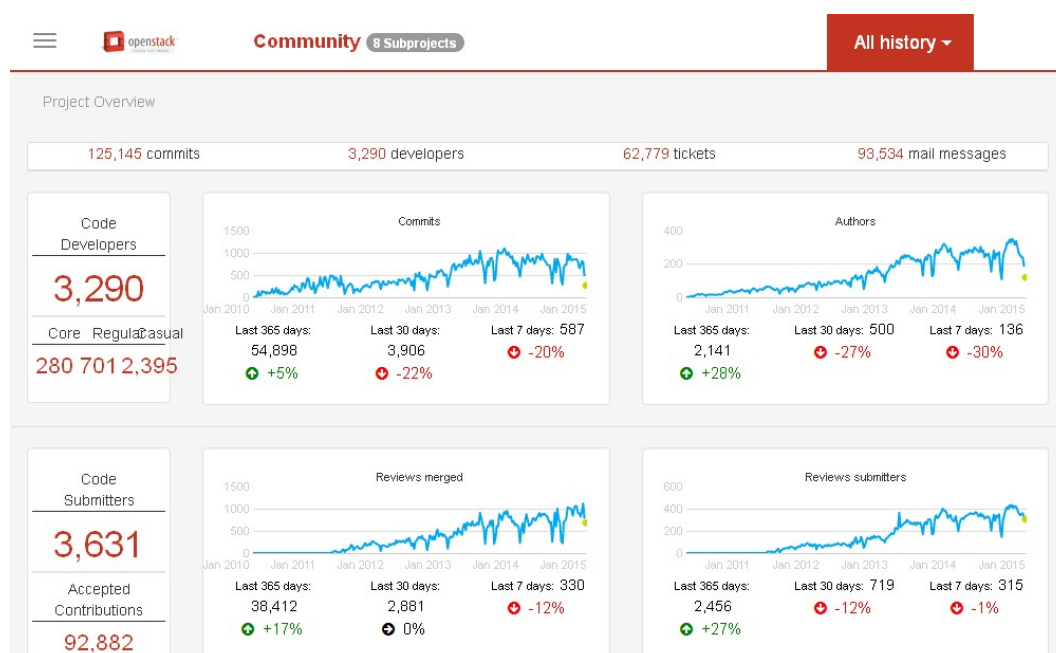 openstack
Community 8 Subprojects
All history
Project Overview
125,145 commits 3,290 developers 62,779 tickets 93,534 mail messages
Code
Developers
3,290
Core Regular Casual
280 701 2,395
Commits
1500
1000
500
0
Jan 2010 Jan 2011 Jan 2012 Jan 2013 Jan 2014 Jan 2015
Last 365 days: Last 30 days: Last 7 days: 587
54,898 3,906 -20%
+5% -22%
Authors
400
200
0
Jan 2011 Jan 2012 Jan 2013 Jan 2014 Jan 2015
Last 365 days: Last 30 days: 500 Last 7 days: 136
2,141 -27% -30%
+28%
Code
Submitters
3,631
Accepted
Contributions
92,882
Reviews merged
1500
1000
500
0
Jan 2010 Jan 2011 Jan 2012 Jan 2013 Jan 2014 Jan 2015
Last 365 days: Last 30 days: Last 7 days: 330
38,412 2,881 -12%
+17% 0%
Reviews submitters
600
400
200
0
Jan 2011 Jan 2012 Jan 2013 Jan 2014 Jan 2015
Last 365 days: Last 30 days: 719 Last 7 days: 315
2,456 -12% -1%
+27%